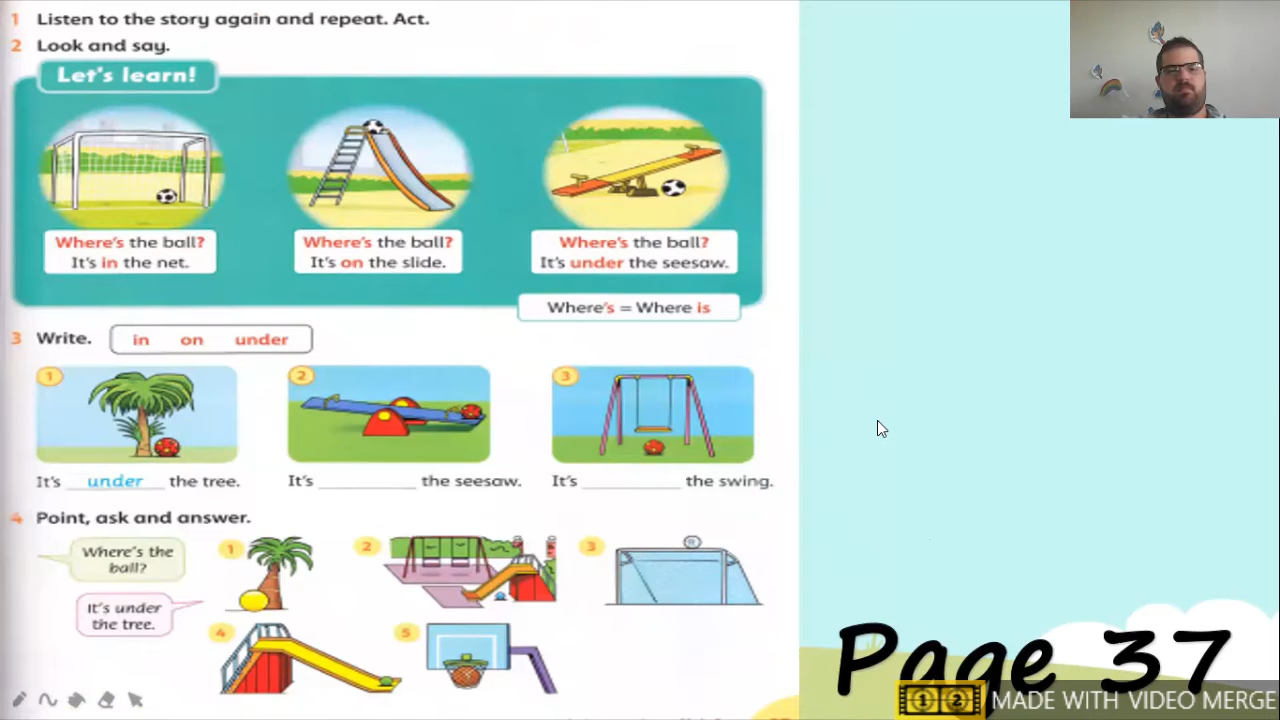 1 Listen to the story again and repeat. Act.
2 Look and say.
Let's learn!
Where's the ball?
It's in the net.
Where's the ball?
It's on the slide.
Where's the ball?
It's under the seesaw.
Where's = Where is
3 Write. in on under
1
2
3
It's under the tree.
It's ________ the seesaw.
It's ________ the swing.
4 Point, ask and answer.
Where's the
ball?
It's under
the tree.
1
2
3
4
5
Page 37
1 2 MADE WITH VIDEO MERGE